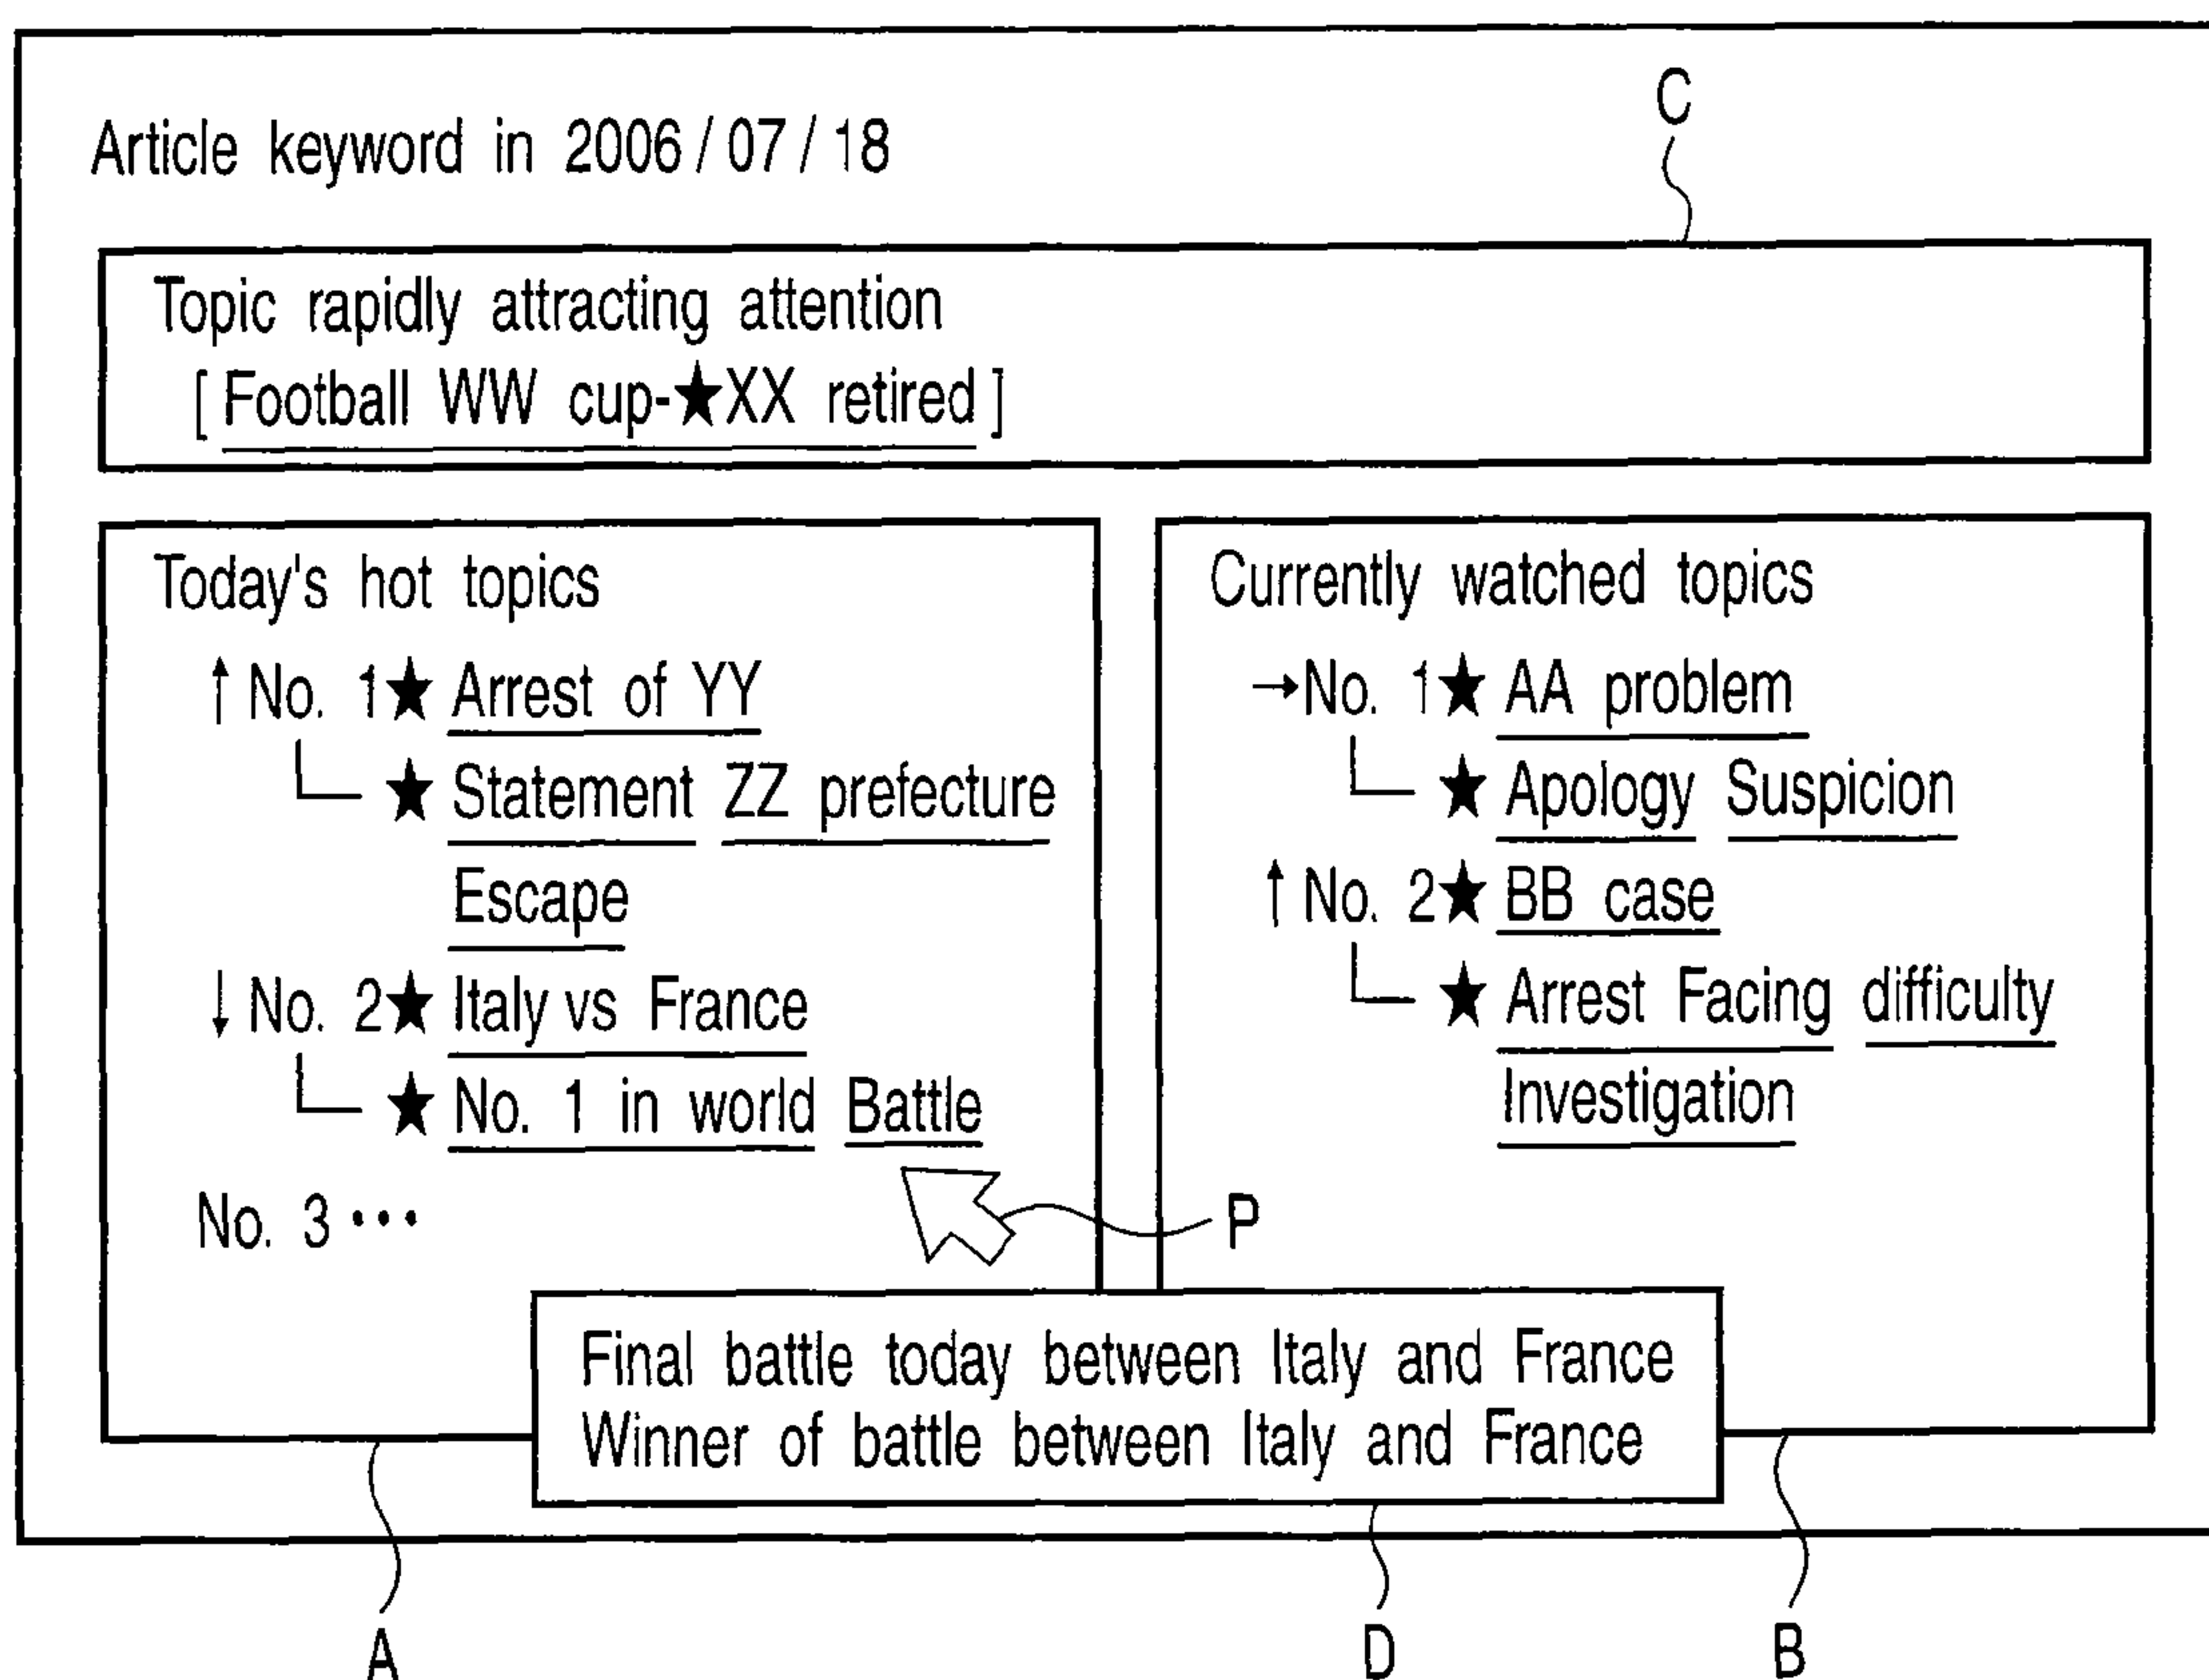 C
Article keyword in 2006/07/18
Topic rapidly attracting attention
[Football WW cup-★XX retired]
Today's hot topics
↑ No. 1★ Arrest of YY
★ Statement ZZ prefecture
Escape
↓ No. 2★ Italy vs France
★ No. 1 in world Battle
No. 3 •••
Currently watched topics
→No. 1★ AA problem
★ Apology Suspicion
↑ No. 2★ BB case
★ Arrest Facing difficulty
Investigation
P
Final battle today between Italy and France
Winner of battle between Italy and France
A
D
B